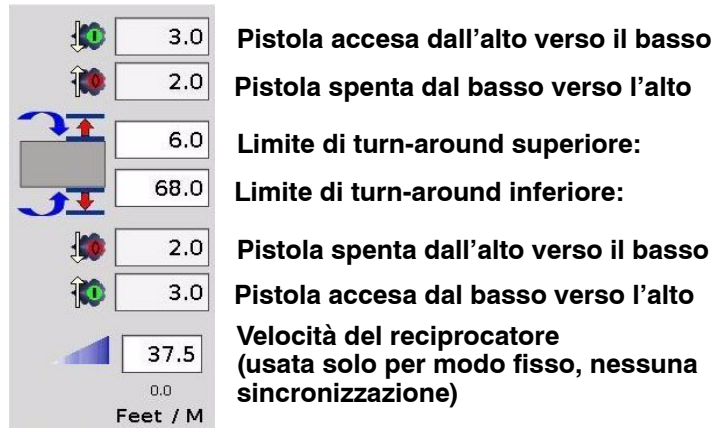 3.0 Pistola accesa dall'alto verso il basso
2.0 Pistola spenta dal basso verso l'alto
6.0 Limite di turn-around superiore:
68.0 Limite di turn-around inferiore:
2.0 Pistola spenta dall'alto verso il basso
3.0 Pistola accesa dal basso verso l'alto
37.5 Velocità del reciprocatore
(usata solo per modo fisso, nessuna
0.0 sincronizzazione)
Feet / M